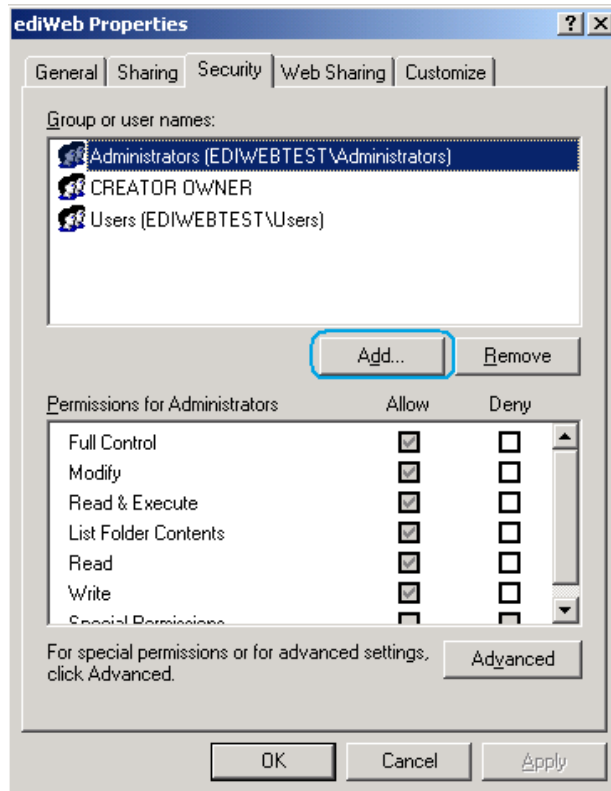 ediWeb Properties
General Sharing Security Web Sharing Customize
Group or user names:
Administrators (EDIWEBTEST\Administrators)
CREATOR OWNER
Users (EDIWEBTEST\Users)
Add... Remove
Permissions for Administrators Allow Deny
Full Control
Modify
Read & Execute
List Folder Contents
Read
Write
Special Permissions
For special permissions or for advanced settings, Advanced
click Advanced.
OK Cancel Apply